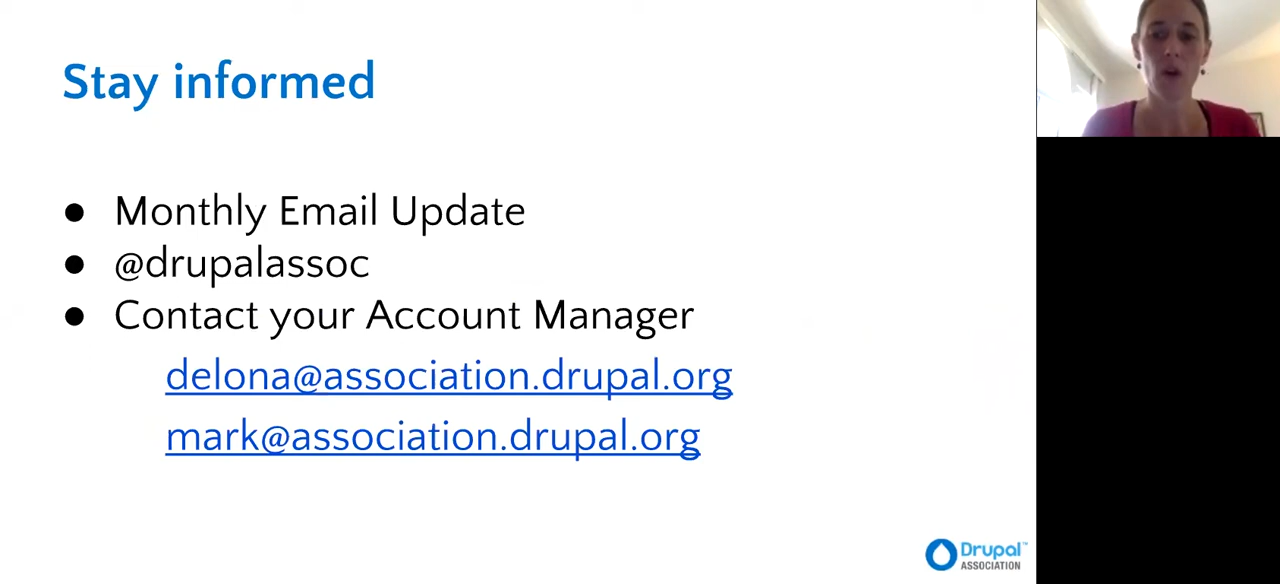 Stay informed
● Monthly Email Update
● @drupalassoc
● Contact your Account Manager
delona@association.drupal.org
mark@association.drupal.org
Drupal™
ASSOCIATION